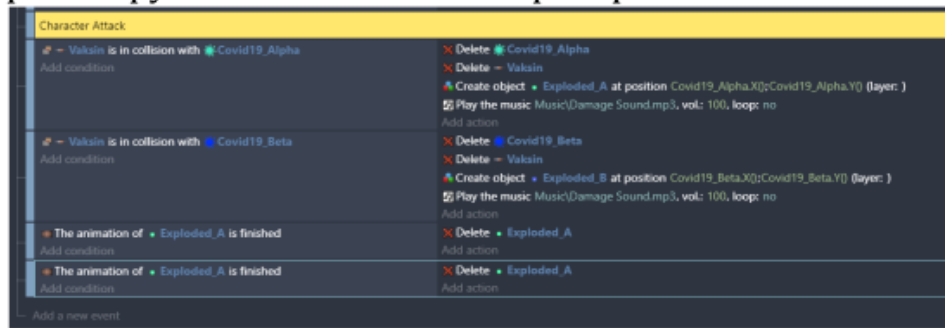 Character Attack
Vaksin is in collision with Covid19_Alpha
Add condition
Delete Covid19_Alpha
Delete Vaksin
Create object Exploded_A at position Covid19_Alpha.X();Covid19_Alpha.Y() (layer: )
Play the music Music\Damage Sound.mp3, vol.: 100, loop: no
Add action
Vaksin is in collision with Covid19_Beta
Add condition
Delete Covid19_Beta
Delete Vaksin
Create object Exploded_B at position Covid19_Beta.X();Covid19_Beta.Y() (layer: )
Play the music Music\Damage Sound.mp3, vol.: 100, loop: no
Add action
The animation of Exploded_A is finished
Add condition
Delete Exploded_A
Add action
The animation of Exploded_A is finished
Add condition
Delete Exploded_A
Add action
Add a new event